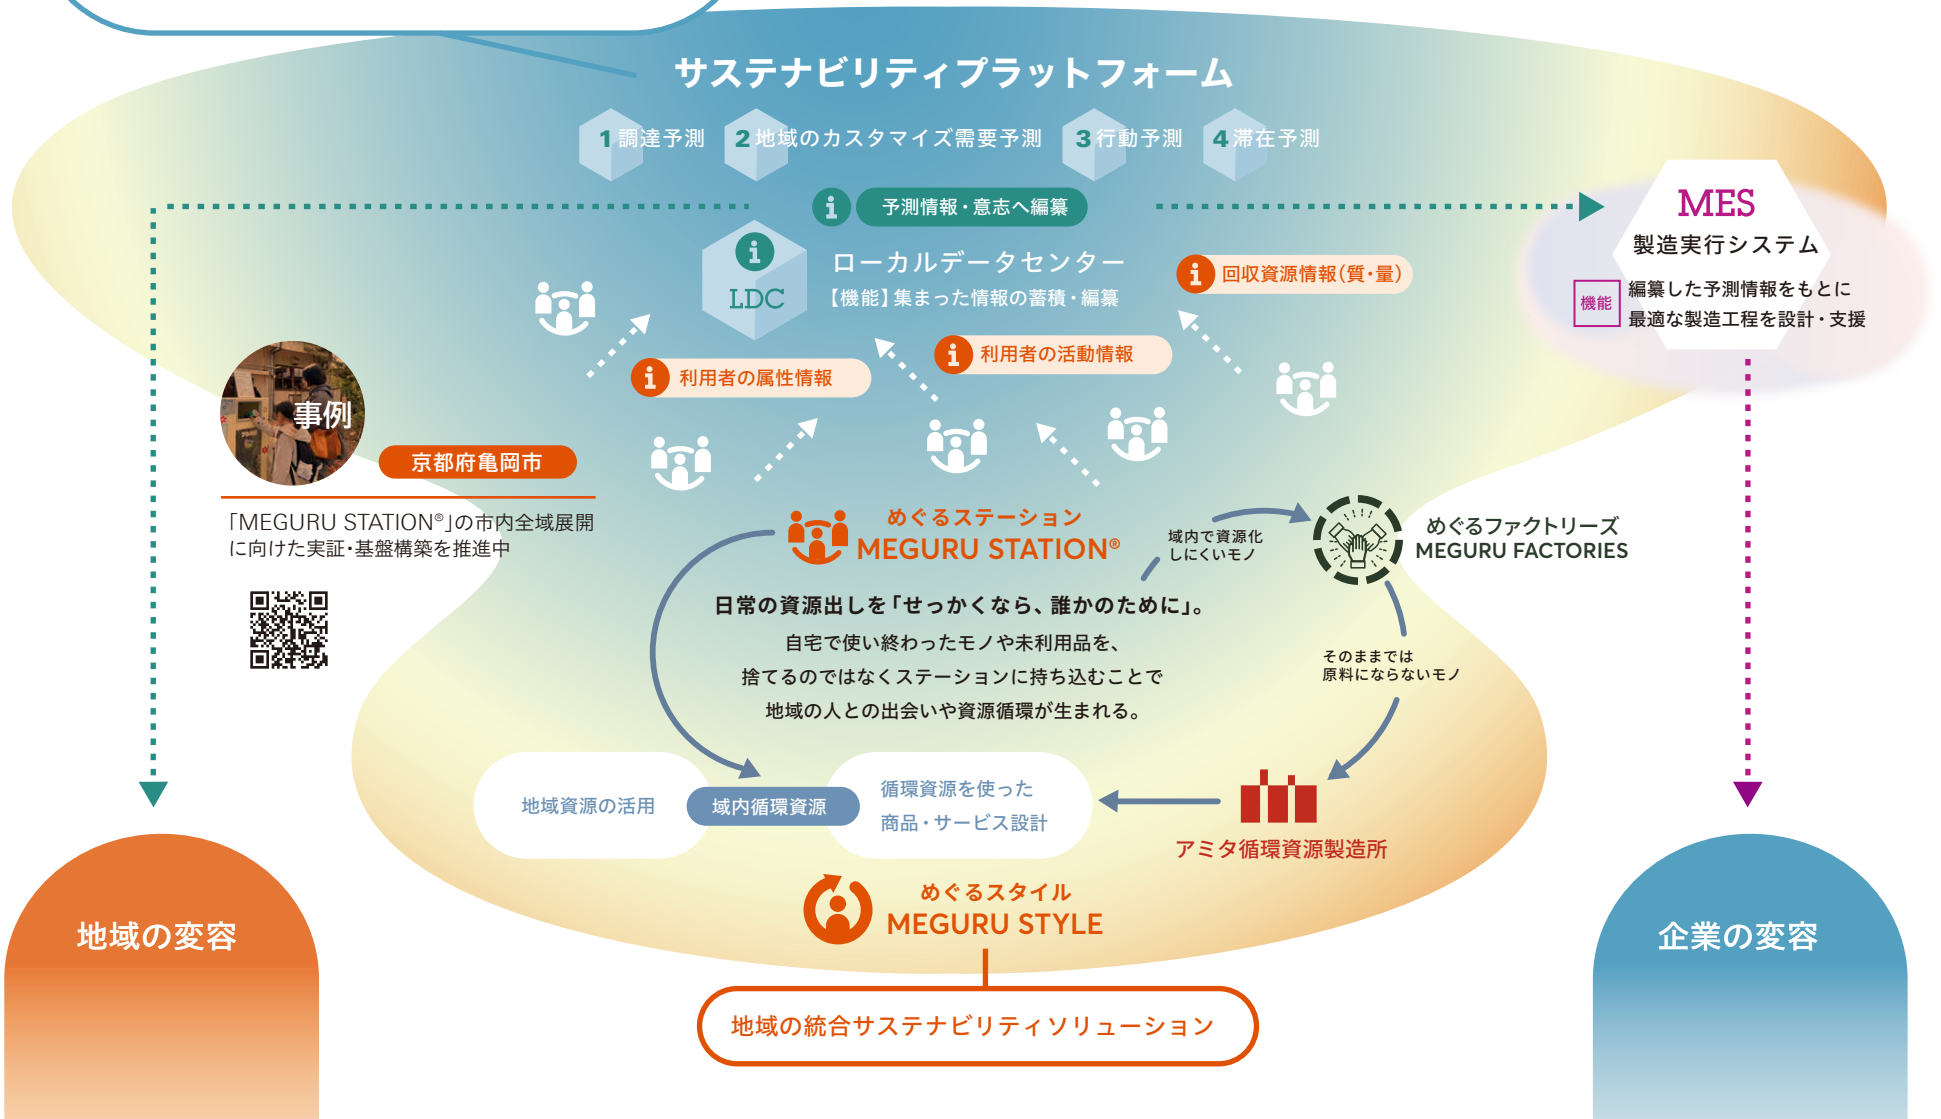 サステナビリティプラットフォーム
1 調達予測
2 地域のカスタマイズ需要予測
3 行動予測
4 滞在予測
i 予測情報・意志へ編纂
i
LDC
ローカルデータセンター
【機能】集まった情報の蓄積・編纂
i 回収資源情報(質・量)
MES
製造実行システム
機能
編纂した予測情報をもとに
最適な製造工程を設計・支援
i 利用者の活動情報
i 利用者の属性情報
事例
京都府亀岡市
「MEGURU STATION®」の市内全域展開
に向けた実証・基盤構築を推進中
めぐるステーション
MEGURU STATION®
域内で資源化
しにくいモノ
めぐるファクトリーズ
MEGURU FACTORIES
日常の資源出しを「せっかくなら、誰かのために」。
自宅で使い終わったモノや未利用品を、
捨てるのではなくステーションに持ち込むことで
地域の人との出会いや資源循環が生まれる。
そのままでは
原料にならないモノ
地域資源の活用
域内循環資源
循環資源を使った
商品・サービス設計
アミタ循環資源製造所
めぐるスタイル
MEGURU STYLE
地域の変容
企業の変容
地域の統合サステナビリティソリューション